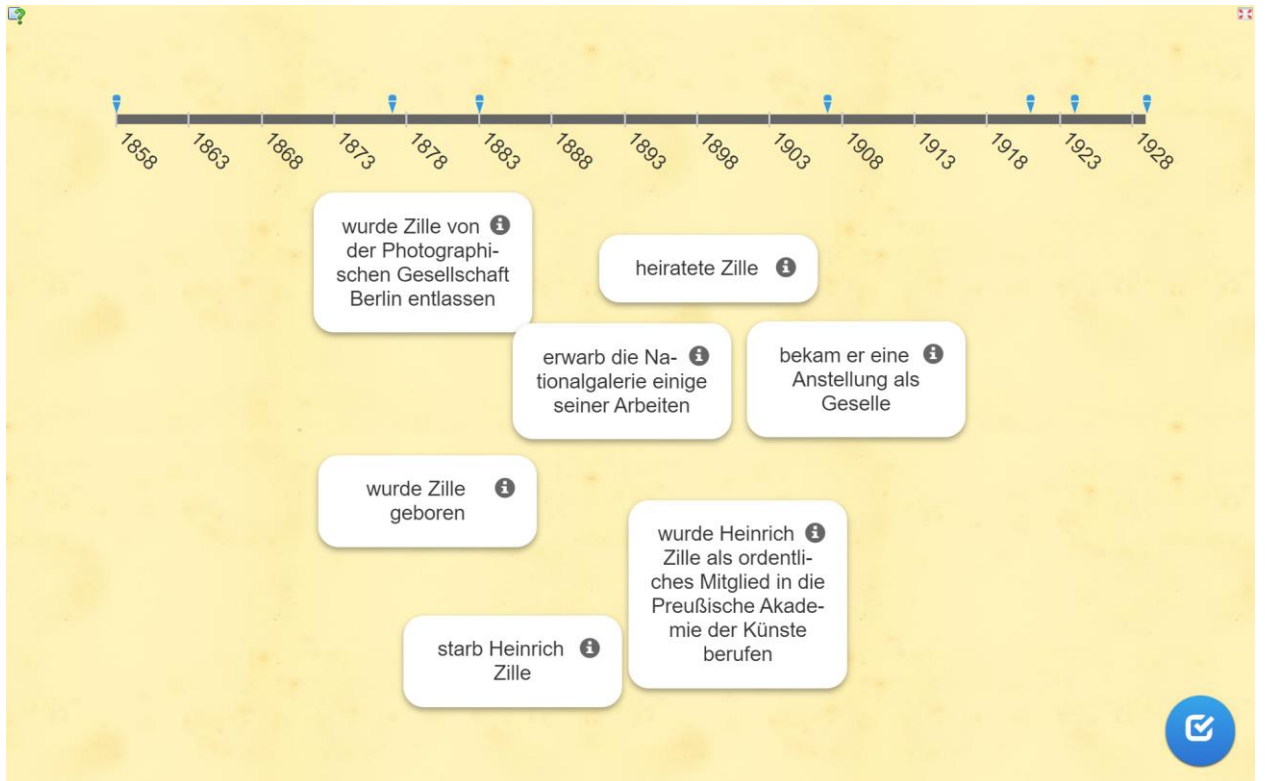 1858 1863 1868 1873 1878 1883 1888 1893 1898 1903 1908 1913 1918 1923 1928
wurde Zille von
der Photographi-
schen Gesellschaft
Berlin entlassen
heiratete Zille
erwarb die Na-
tionalgalerie einige
seiner Arbeiten
bekam er eine
Anstellung als
Geselle
wurde Zille
geboren
wurde Heinrich
Zille als ordentli-
ches Mitglied in die
Preußische Akade-
mie der Künste
berufen
starb Heinrich
Zille